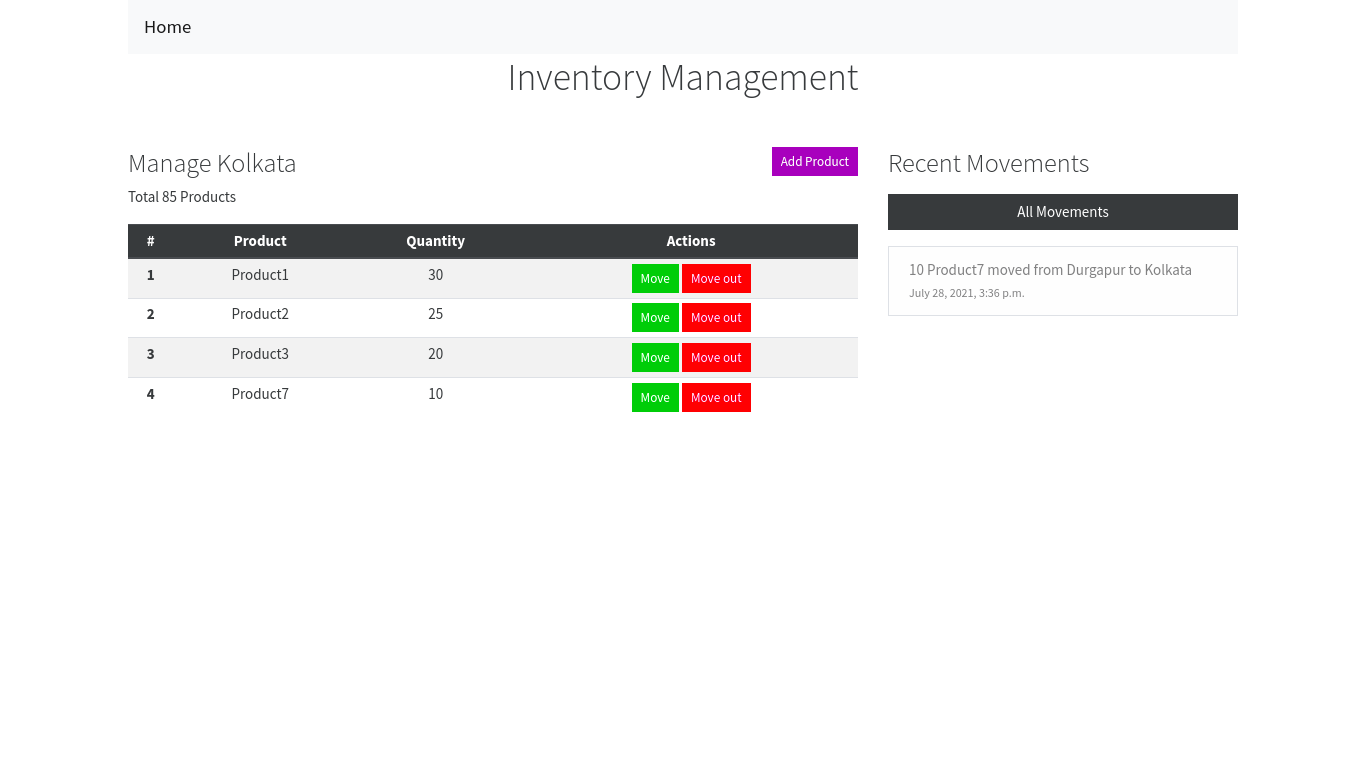 Home
Inventory Management
Manage Kolkata
Add Product
Total 85 Products
# Product Quantity Actions
1 Product1 30 Move Move out
2 Product2 25 Move Move out
3 Product3 20 Move Move out
4 Product7 10 Move Move out
Recent Movements
All Movements
10 Product7 moved from Durgapur to Kolkata
July 28, 2021, 3:36 p.m.